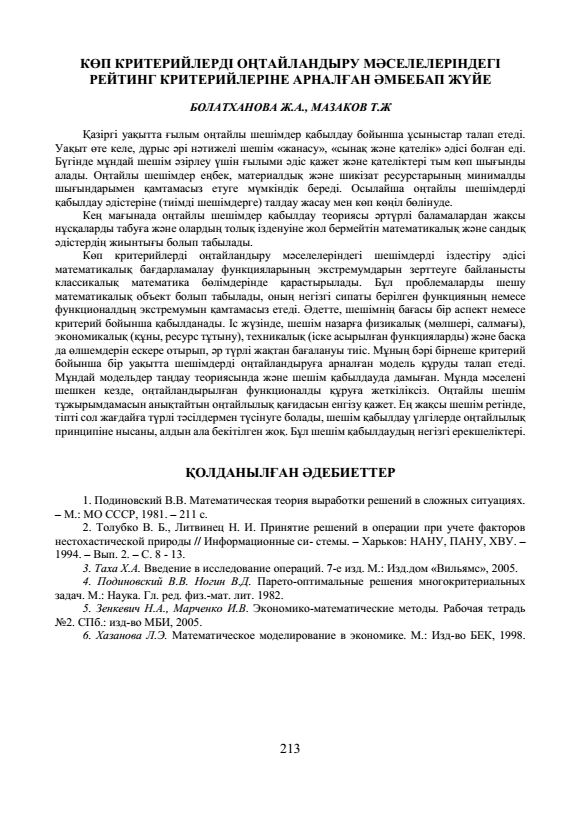 КӨП КРИТЕРИЙЛЕРДІ ОҢТАЙЛАНДЫРУ МӘСЕЛЕЛЕРІНДЕГІ
РЕЙТИНГ КРИТЕРИЙЛЕРІНЕ АРНАЛҒАН ӘМБЕБАП ЖҮЙЕ
БОЛАТХАНОВА Ж.А., МАЗАКОВ Т.Ж
Қазіргі уақытта ғылым оңтайлы шешімдер қабылдау бойынша ұсыныстар талап етеді.
Уақыт өте келе, дұрыс әрі нәтижелі шешім «жанасу», «сынақ және қателік» әдісі болған еді.
Бүгінде мұндай шешім әзірлеу үшін ғылыми әдіс қажет және қателіктері тым көп шығынды
алады. Оңтайлы шешімдер еңбек, материалдық және шикізат ресурстарының минималды
шығындарымен қамтамасыз етуге мүмкіндік береді. Осылайша оңтайлы шешімдерді
қабылдау әдістеріне (тиімді шешімдерге) талдау жасау мен көп көңіл бөлінуде.
Кең мағынада оңтайлы шешімдер қабылдау теориясы әртүрлі баламалардан жақсы
нұсқаларды табуға және олардың толық ізденуіне жол бермейтін математикалық және сандық
әдістердің жиынтығы болып табылады.
Көп критерийлерді оңтайландыру мәселелеріндегі шешімдерді іздестіру әдісі
математикалық бағдарламалау функцияларының экстремумдарын зерттеуге байланысты
классикалық математика бөлімдерінде қарастырылады. Бұл проблемаларды шешу
математикалық объект болып табылады, оның негізгі сипаты берілген функцияның немесе
функционалдың экстремумын қамтамасыз етеді. Әдетте, шешімнің бағасы бір аспект немесе
критерий бойынша қабылданады. Іс жүзінде, шешім назарға физикалық (мөлшері, салмағы),
экономикалық (құны, ресурс тұтыну), техникалық (іске асырылған функцияларды) және басқа
да өлшемдерін ескере отырып, әр түрлі жақтан бағалануы тиіс. Мұның бәрі бірнеше критерий
бойынша бір уақытта шешімдерді оңтайландыруға арналған модель құруды талап етеді.
Мұндай модельдер таңдау теориясында және шешім қабылдауда дамыған. Мұнда мәселені
шешкен кезде, оңтайландырылған функционалды құруға жеткіліксіз. Оңтайлы шешім
тұжырымдамасын анықтайтын оңтайлылық қағидасын енгізу қажет. Ең жақсы шешім ретінде,
тіпті сол жағдайға түрлі тәсілдермен түсінуге болады, шешім қабылдау үлгілерде оңтайлылық
принципіне нысаны, алдын ала бекітілген жоқ. Бұл шешім қабылдаудың негізгі ерекшеліктері.
ҚОЛДАНЫЛҒАН ӘДЕБИЕТТЕР
1. Подиновский В.В. Математическая теория выработки решений в сложных ситуациях.
– М.: МО СССР, 1981. – 211 с.
2. Толубко В. Б., Литвинец Н. И. Принятие решений в операции при учете факторов
нестохастической природы // Информационные си- стемы. – Харьков: НАНУ, ПАНУ, ХВУ. –
1994. – Вып. 2. – С. 8 - 13.
3. Таха Х.А. Введение в исследование операций. 7-е изд. М.: Изд.дом «Вильямс», 2005.
4. Подиновский В.В. Ногин В.Д. Парето-оптимальные решения многокритериальных
задач. М.: Наука. Гл. ред. физ.-мат. лит. 1982.
5. Зенкевич Н.А., Марченко И.В. Экономико-математические методы. Рабочая тетрадь
№2. СПб.: изд-во МБИ, 2005.
6. Хазанова Л.Э. Математическое моделирование в экономике. М.: Изд-во БЕК, 1998.
213